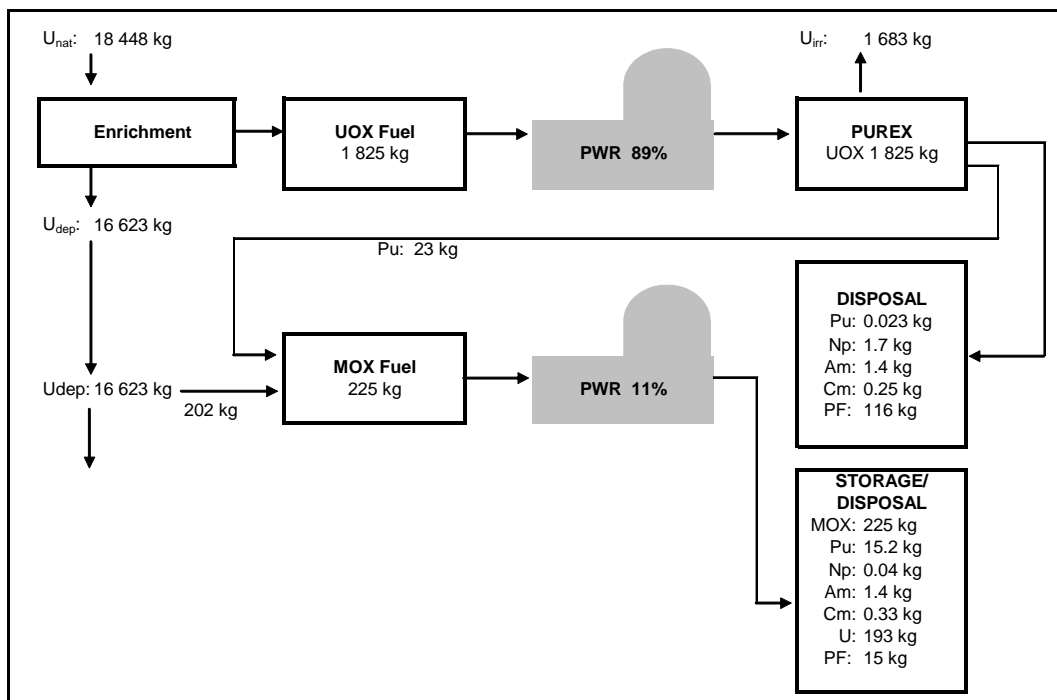 U_nat: 18 448 kg
U_irr: 1 683 kg
Enrichment
UOX Fuel
1 825 kg
PWR 89%
PUREX
UOX 1 825 kg
U_dep: 16 623 kg
Pu: 23 kg
DISPOSAL
Pu: 0.023 kg
Np: 1.7 kg
Am: 1.4 kg
Cm: 0.25 kg
PF: 116 kg
Udep: 16 623 kg
202 kg
MOX Fuel
225 kg
PWR 11%
STORAGE/
DISPOSAL
MOX: 225 kg
Pu: 15.2 kg
Np: 0.04 kg
Am: 1.4 kg
Cm: 0.33 kg
U: 193 kg
PF: 15 kg